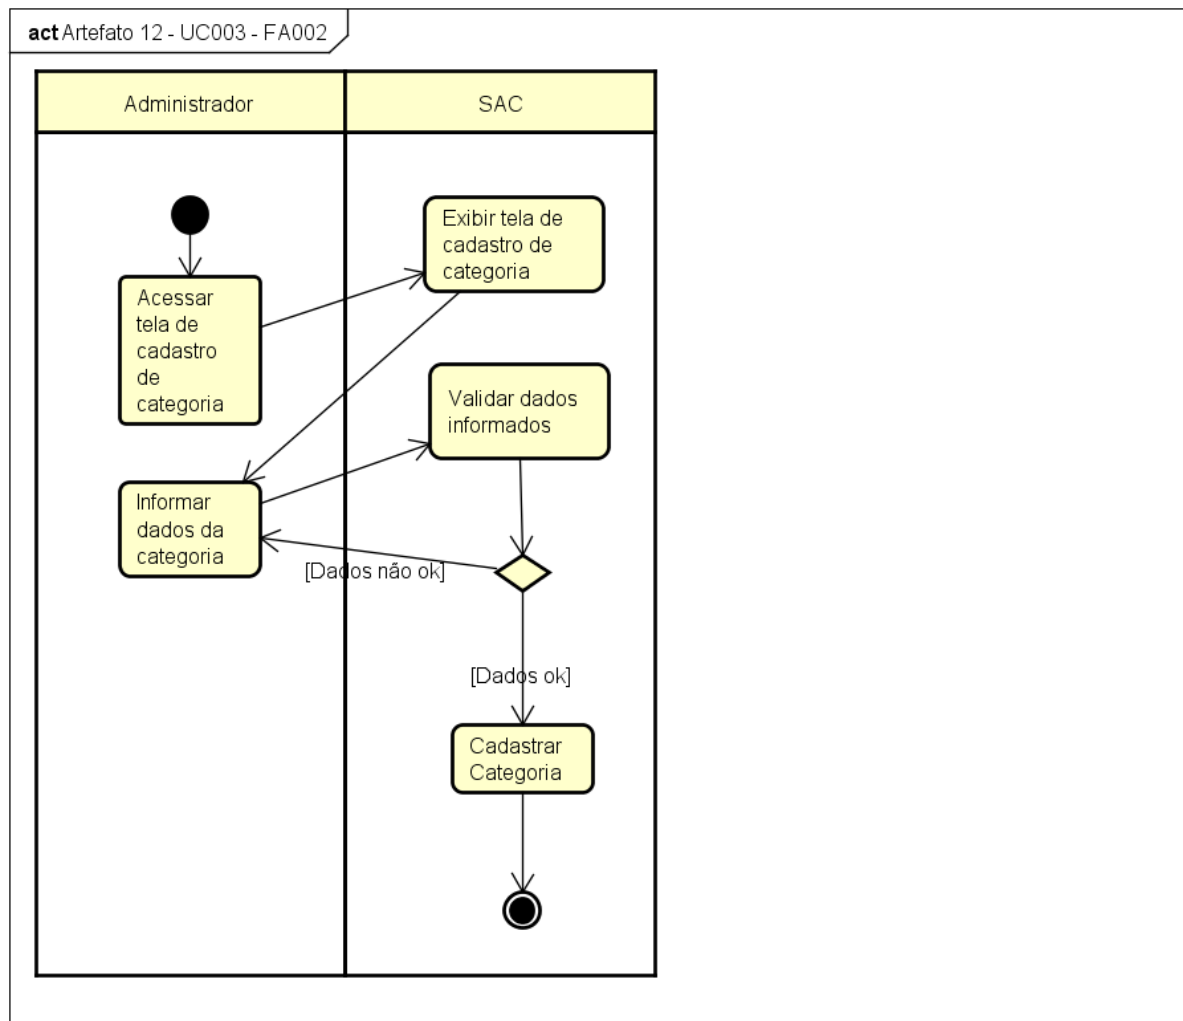 act Artefato 12 - UC003 - FA002
Administrador
SAC
Acessar
tela de
cadastro
de
categoria
Exibir tela de
cadastro de
categoria
Informar
dados da
categoria
Validar dados
informados
[Dados não ok]
[Dados ok]
Cadastrar
Categoria